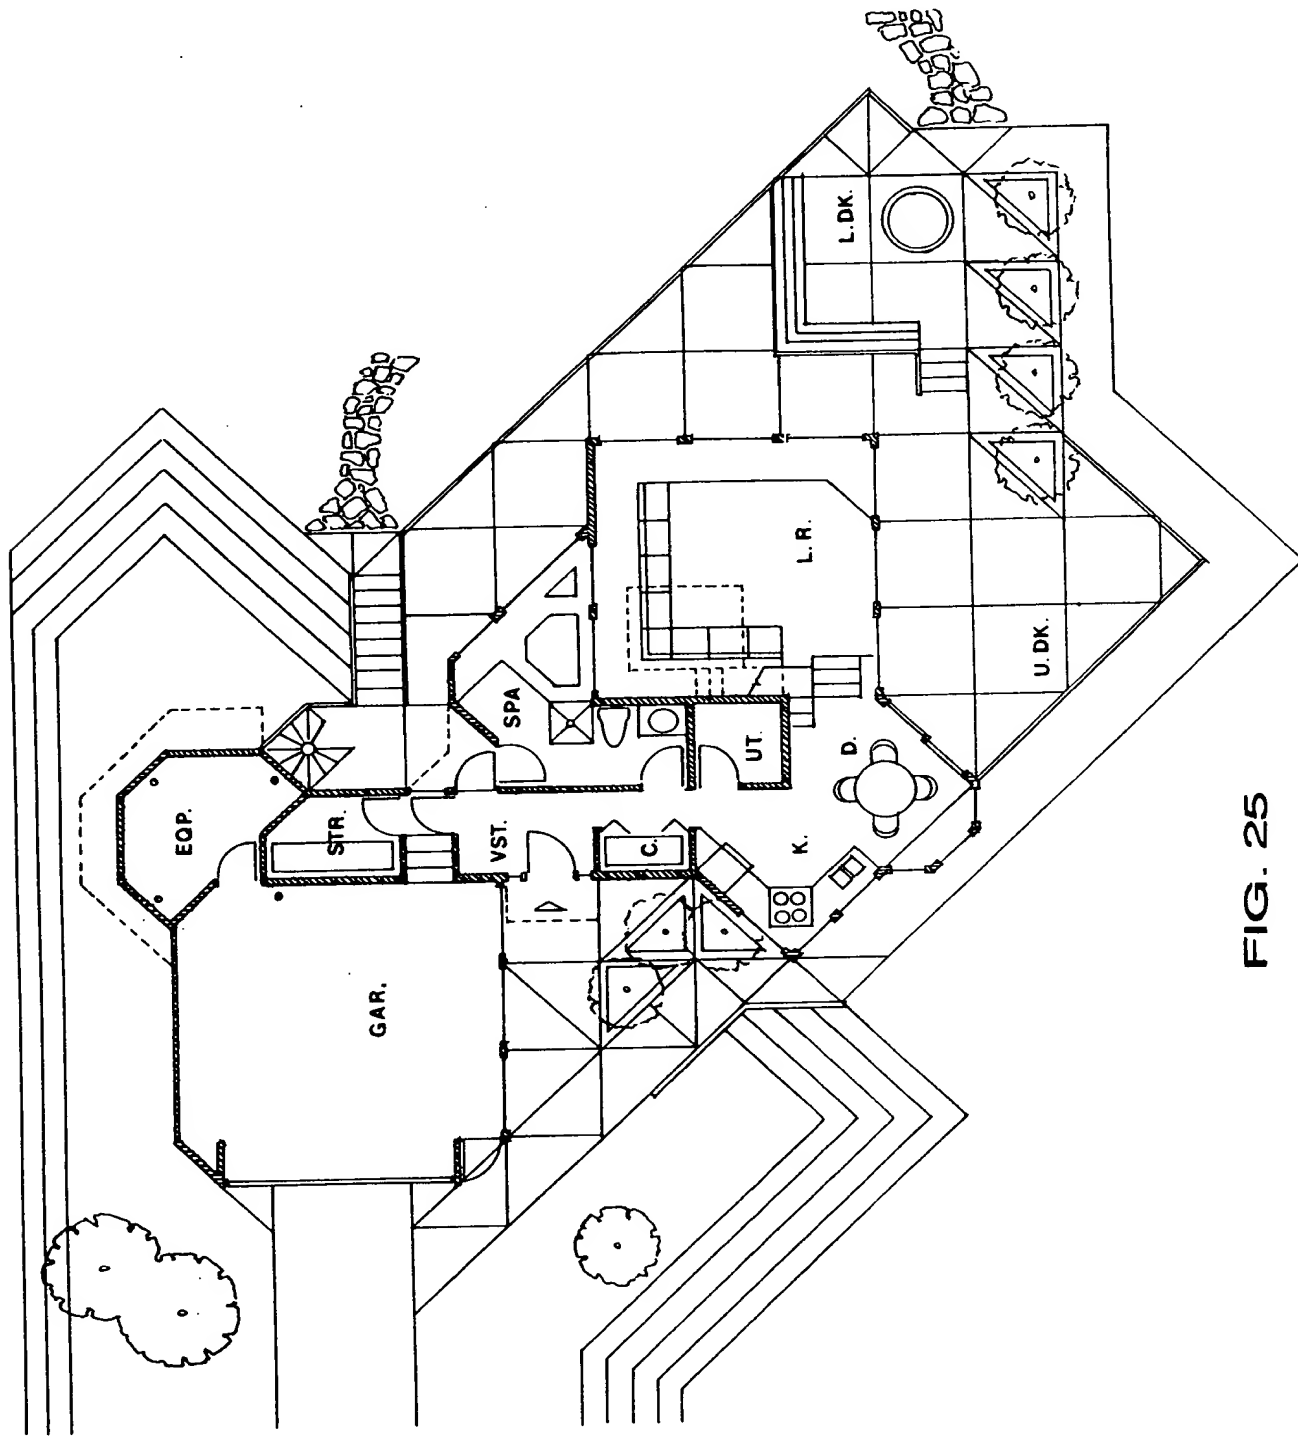 EQP.
STR.
GAR.
VST.
SPA
C.
UT.
K.
D.
L.R.
L.DK.
U.DK.
FIG. 25